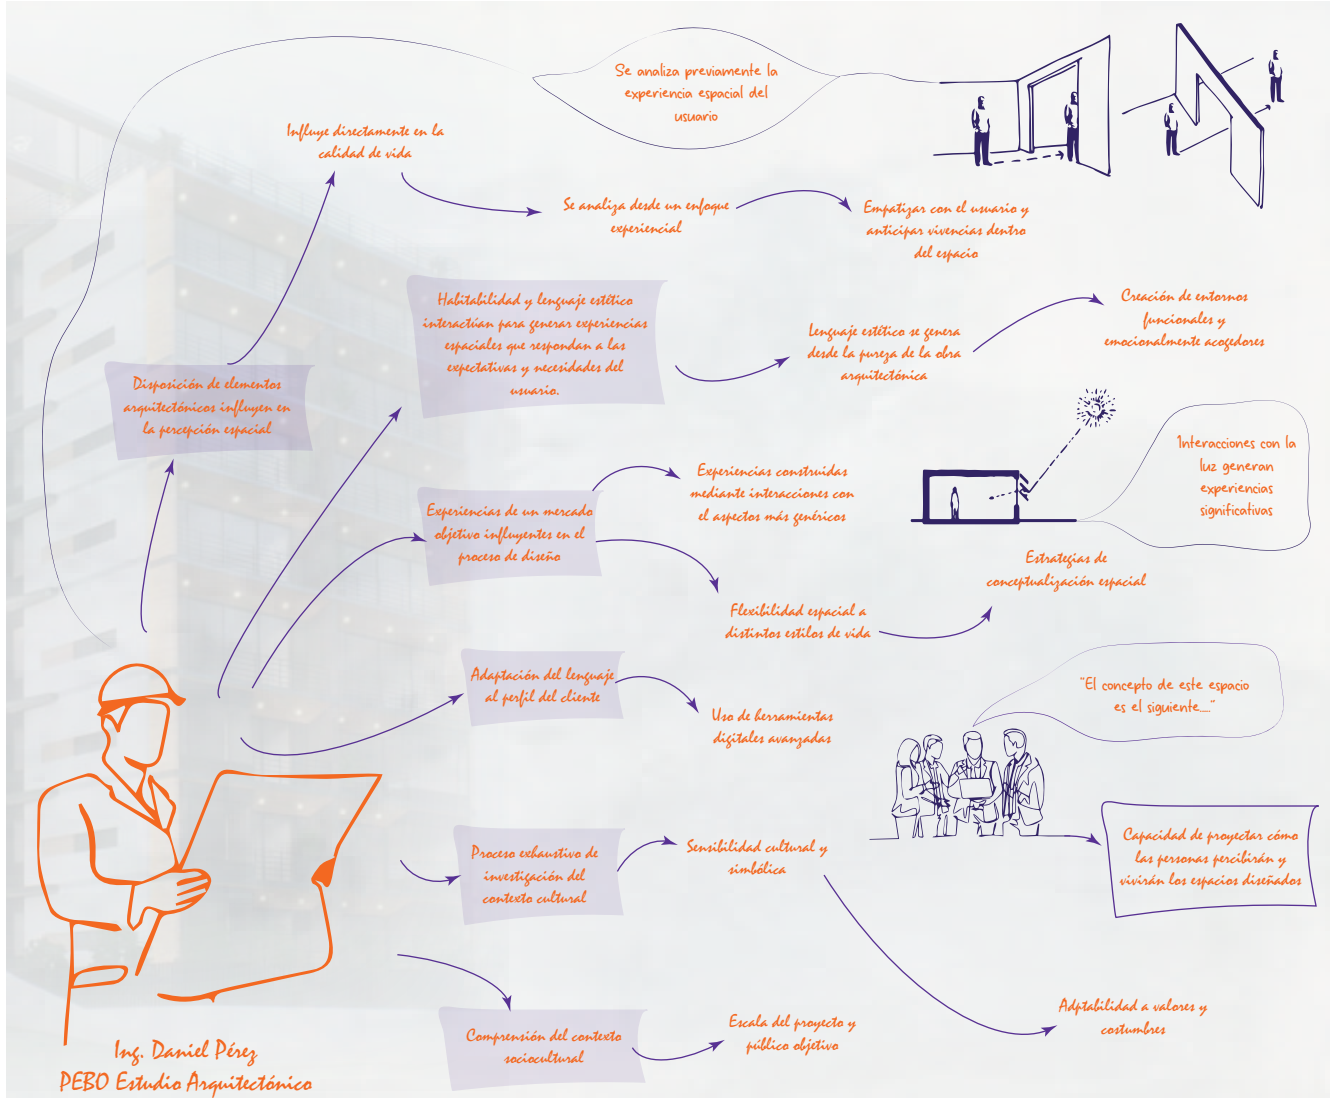 Se analiza previamente la
experiencia espacial del
usuario
Influye directamente en la
calidad de vida
Se analiza desde un enfoque
experiencial
Empatizar con el usuario y
anticipar vivencias dentro
del espacio
Habitabilidad y lenguaje estético
interactúan para generar experiencias
espaciales que respondan a las
expectativas y necesidades del
usuario.
Lenguaje estético se genera
desde la pureza de la obra
arquitectónica
Creación de entornos
funcionales y
emocionalmente acogedores
Disposición de elementos
arquitectónicos influyen en
la percepción espacial
Interacciones con la
luz generan
experiencias
significativas
Experiencias de un mercado
objetivo influyentes en el
proceso de diseño
Experiencias construidas
mediante interacciones con
el aspectos más genéricos
Estrategias de
conceptualización espacial
Flexibilidad espacial a
distintos estilos de vida
Adaptación del lenguaje
al perfil del cliente
Uso de herramientas
digitales avanzadas
"El concepto de este espacio
es el siguiente...."
Proceso exhaustivo de
investigación del
contexto cultural
Sensibilidad cultural y
simbólica
Capacidad de proyectar cómo
las personas percibirán y
vivirán los espacios diseñados
Adptabilidad a valores y
costumbres
Comprensión del contexto
sociocultural
Escala del proyecto y
público objetivo
Ing. Daniel Pérez
PEBO Estudio Arquitectónico